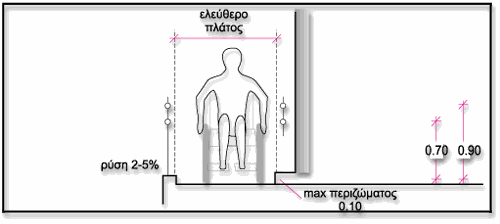 ελεύθερο
πλάτος
0.70 0.90
ρύση 2-5%
max περιζώματος
0.10